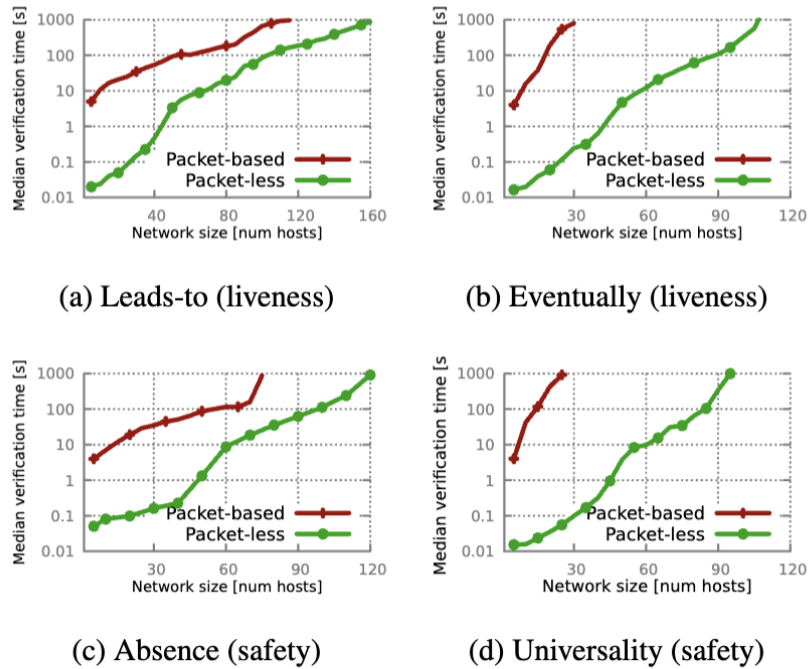 Median verification time [s]
1000
100
10
1
0.1
0.01
Packet-based
Packet-less
40
80
120
160
Network size [num hosts]
(a) Leads-to (liveness)
Median verification time [s
1000
100
10
1
0.1
0.01
Packet-based
Packet-less
30
60
90
120
Network size [num hosts]
(b) Eventually (liveness)
Median verification time [s
1000
100
10
1
0.1
0.01
Packet-based
Packet-less
30
60
90
120
Network size [num hosts]
(c) Absence (safety)
Median verification time [s
1000
100
10
1
0.1
0.01
Packet-based
Packet-less
30
60
90
120
Network size [num hosts]
(d) Universality (safety)